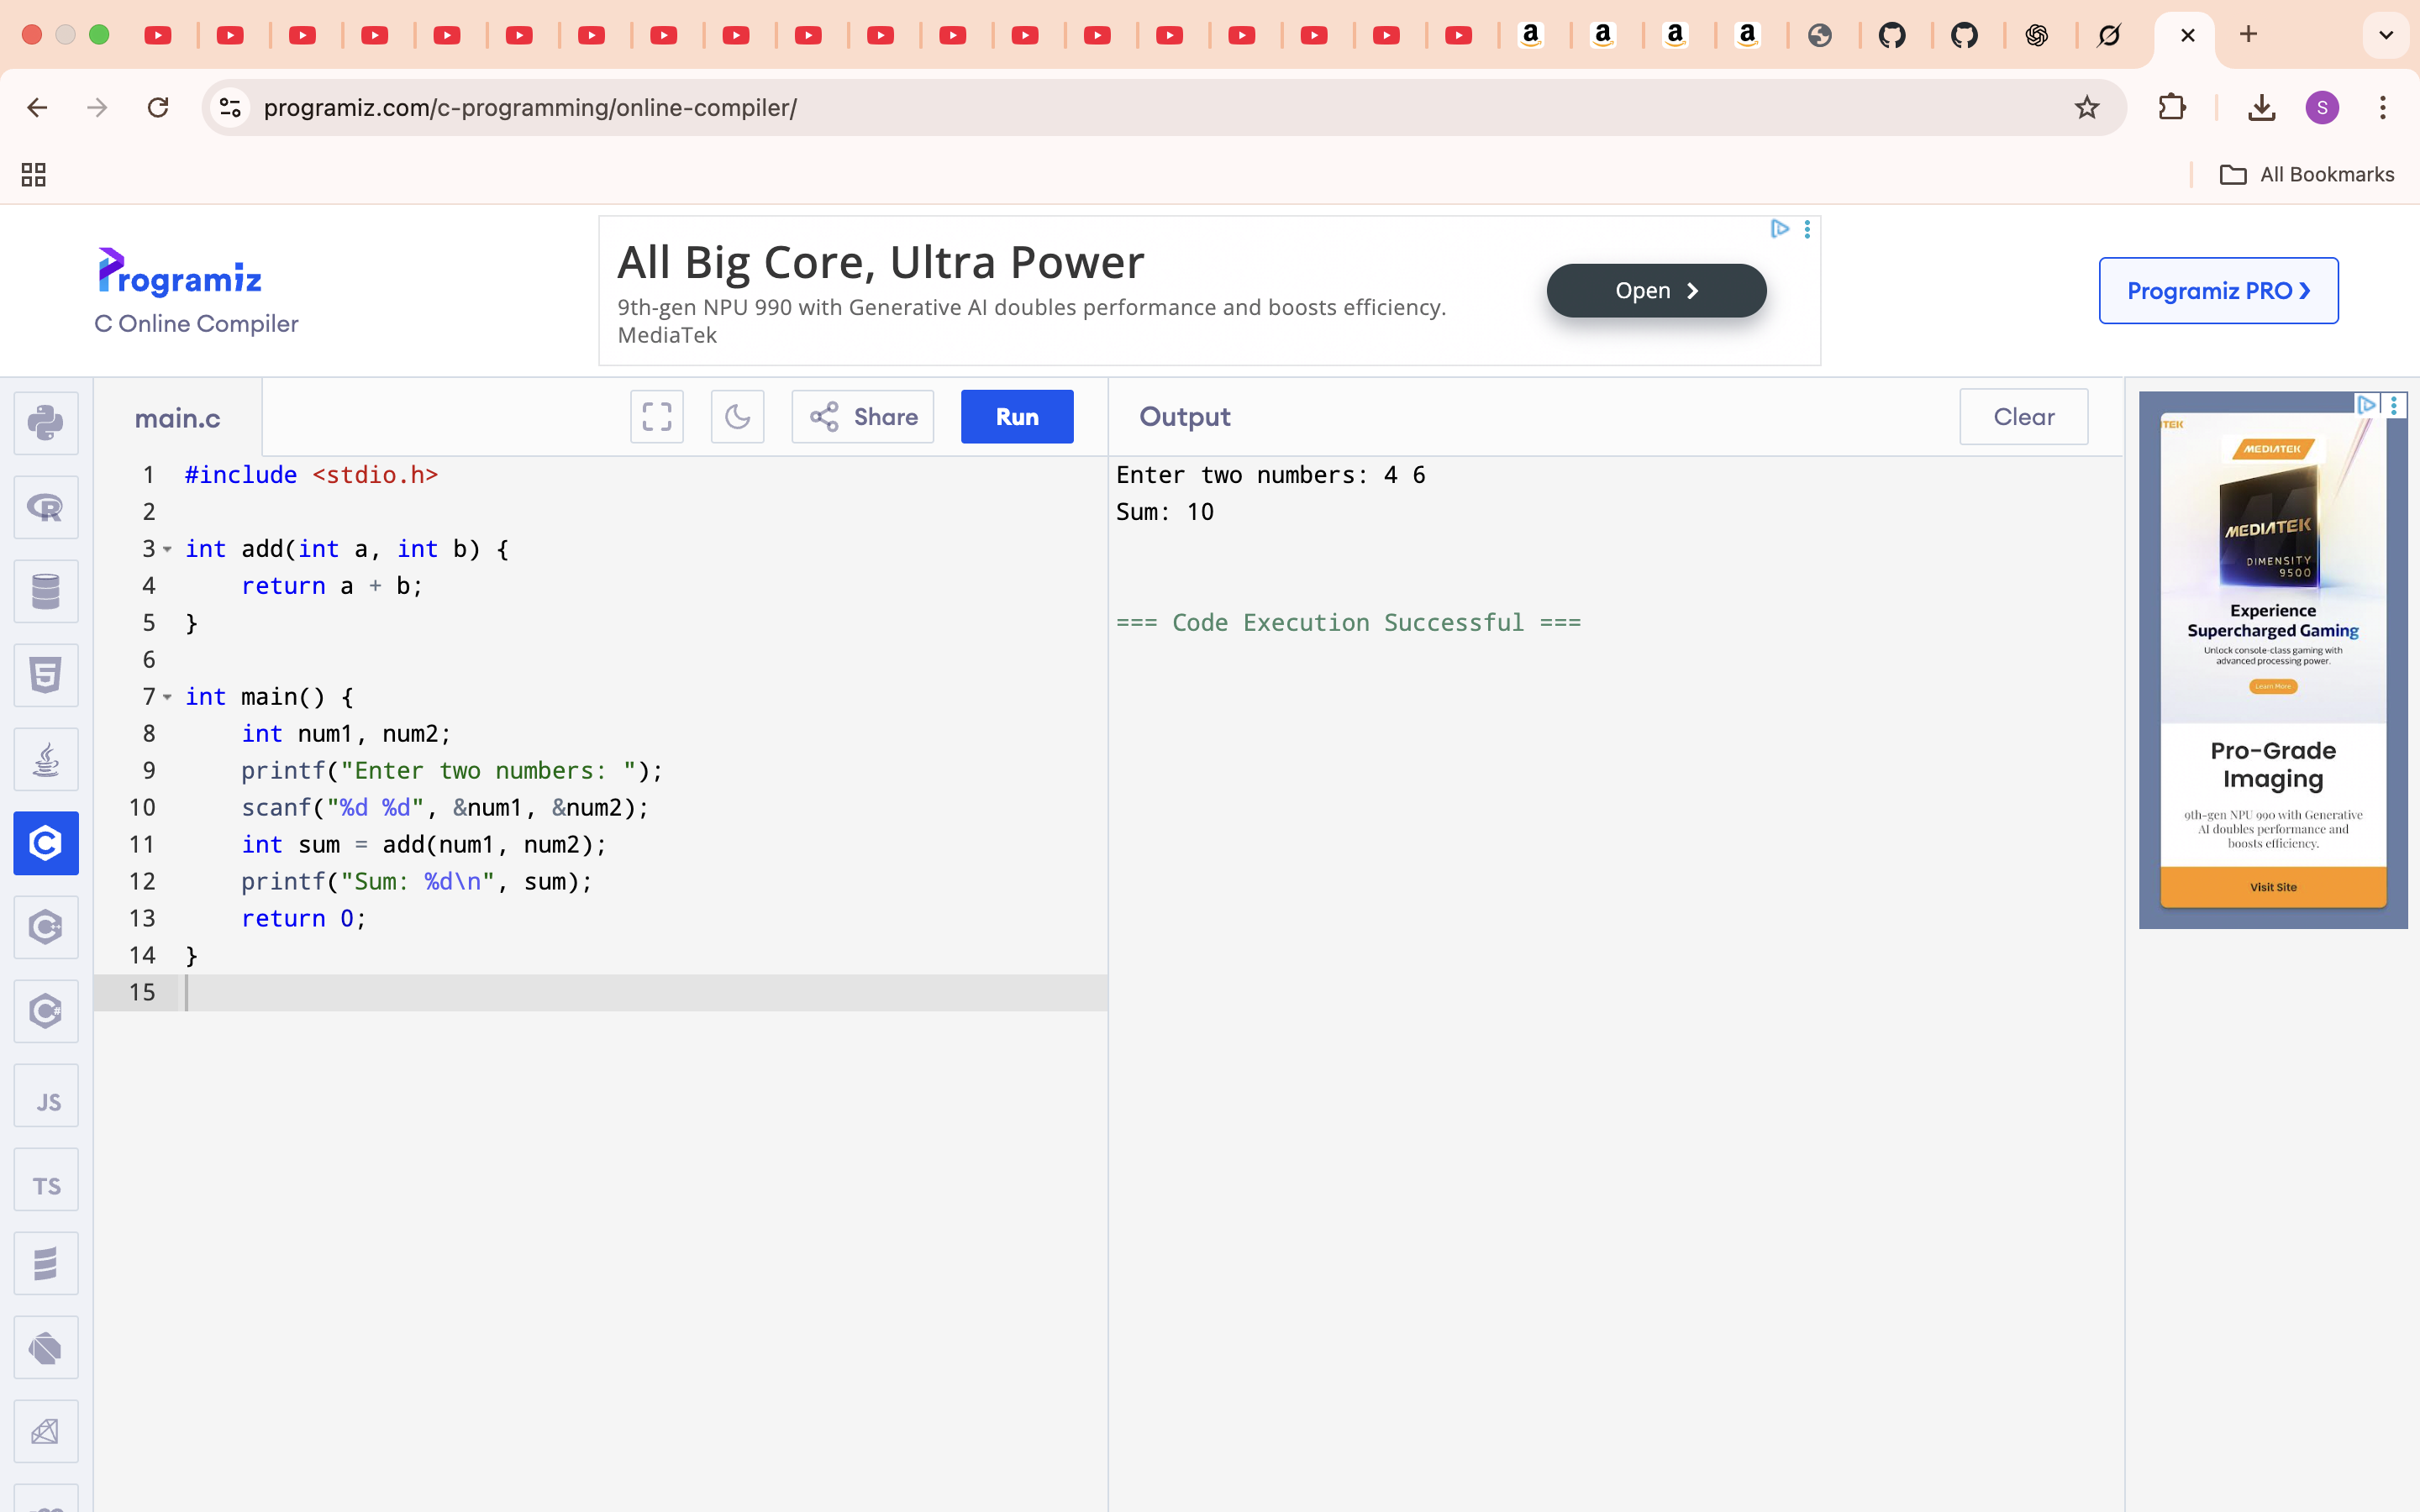 programiz.com/c-programming/online-compiler/
S
All Bookmarks
Programiz
C Online Compiler
All Big Core, Ultra Power
9th-gen NPU 990 with Generative AI doubles performance and boosts efficiency.
MediaTek
Open
Programiz PRO
main.c
Share
Run
Output
Clear
1 #include <stdio.h>
2
3 int add(int a, int b) {
4     return a + b;
5 }
6
7 int main() {
8     int num1, num2;
9     printf("Enter two numbers: ");
10     scanf("%d %d", &num1, &num2);
11     int sum = add(num1, num2);
12     printf("Sum: %d\n", sum);
13     return 0;
14 }
15
Enter two numbers: 4 6
Sum: 10
=== Code Execution Successful ===
JS
TS
TEK
MEDIATEK
MEDIATEK
DIMENSITY
9500
Experience
Supercharged Gaming
Unlock console-class gaming with
advanced processing power.
Learn More
Pro-Grade
Imaging
9th-gen NPU 990 with Generative
AI doubles performance and
boosts efficiency.
Visit Site